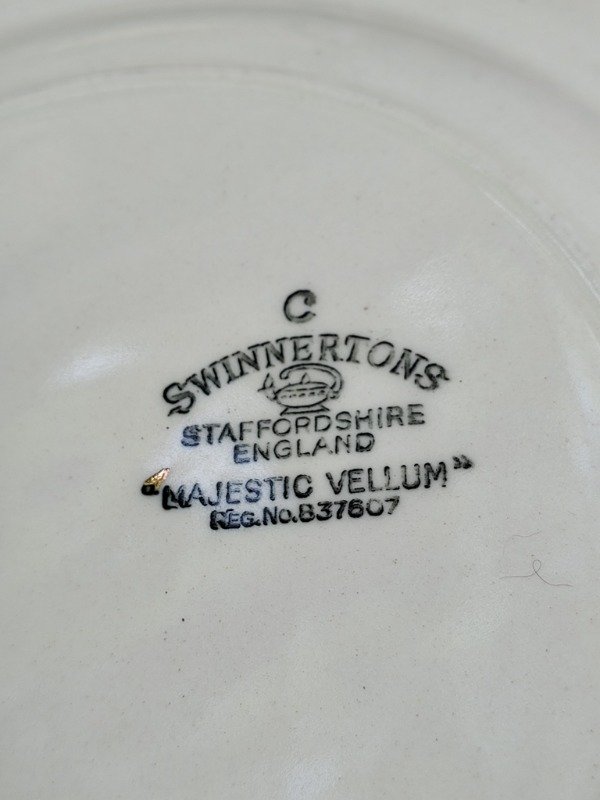 C
SWINNERTONS
STAFFORDSHIRE
ENGLAND
"MAJESTIC VELLUM"
REG.No.837607